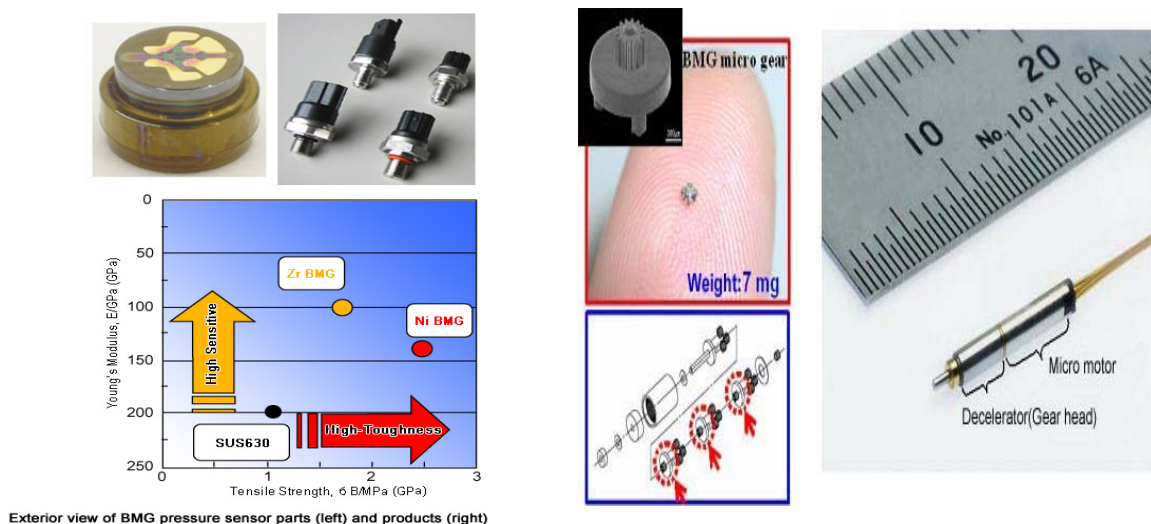 0
50
100
150
200
250
Young's Modulus, E/GPa (GPa)
Zr BMG
Ni BMG
High Sensitive
SUS630
High-Toughness
0
1
2
3
Tensile Strength, б B/MPa (GPa)
Exterior view of BMG pressure sensor parts (left) and products (right)
BMG micro gear
Weight:7 mg
10
20
No. 101A
6A
Micro motor
Decelerator(Gear head)